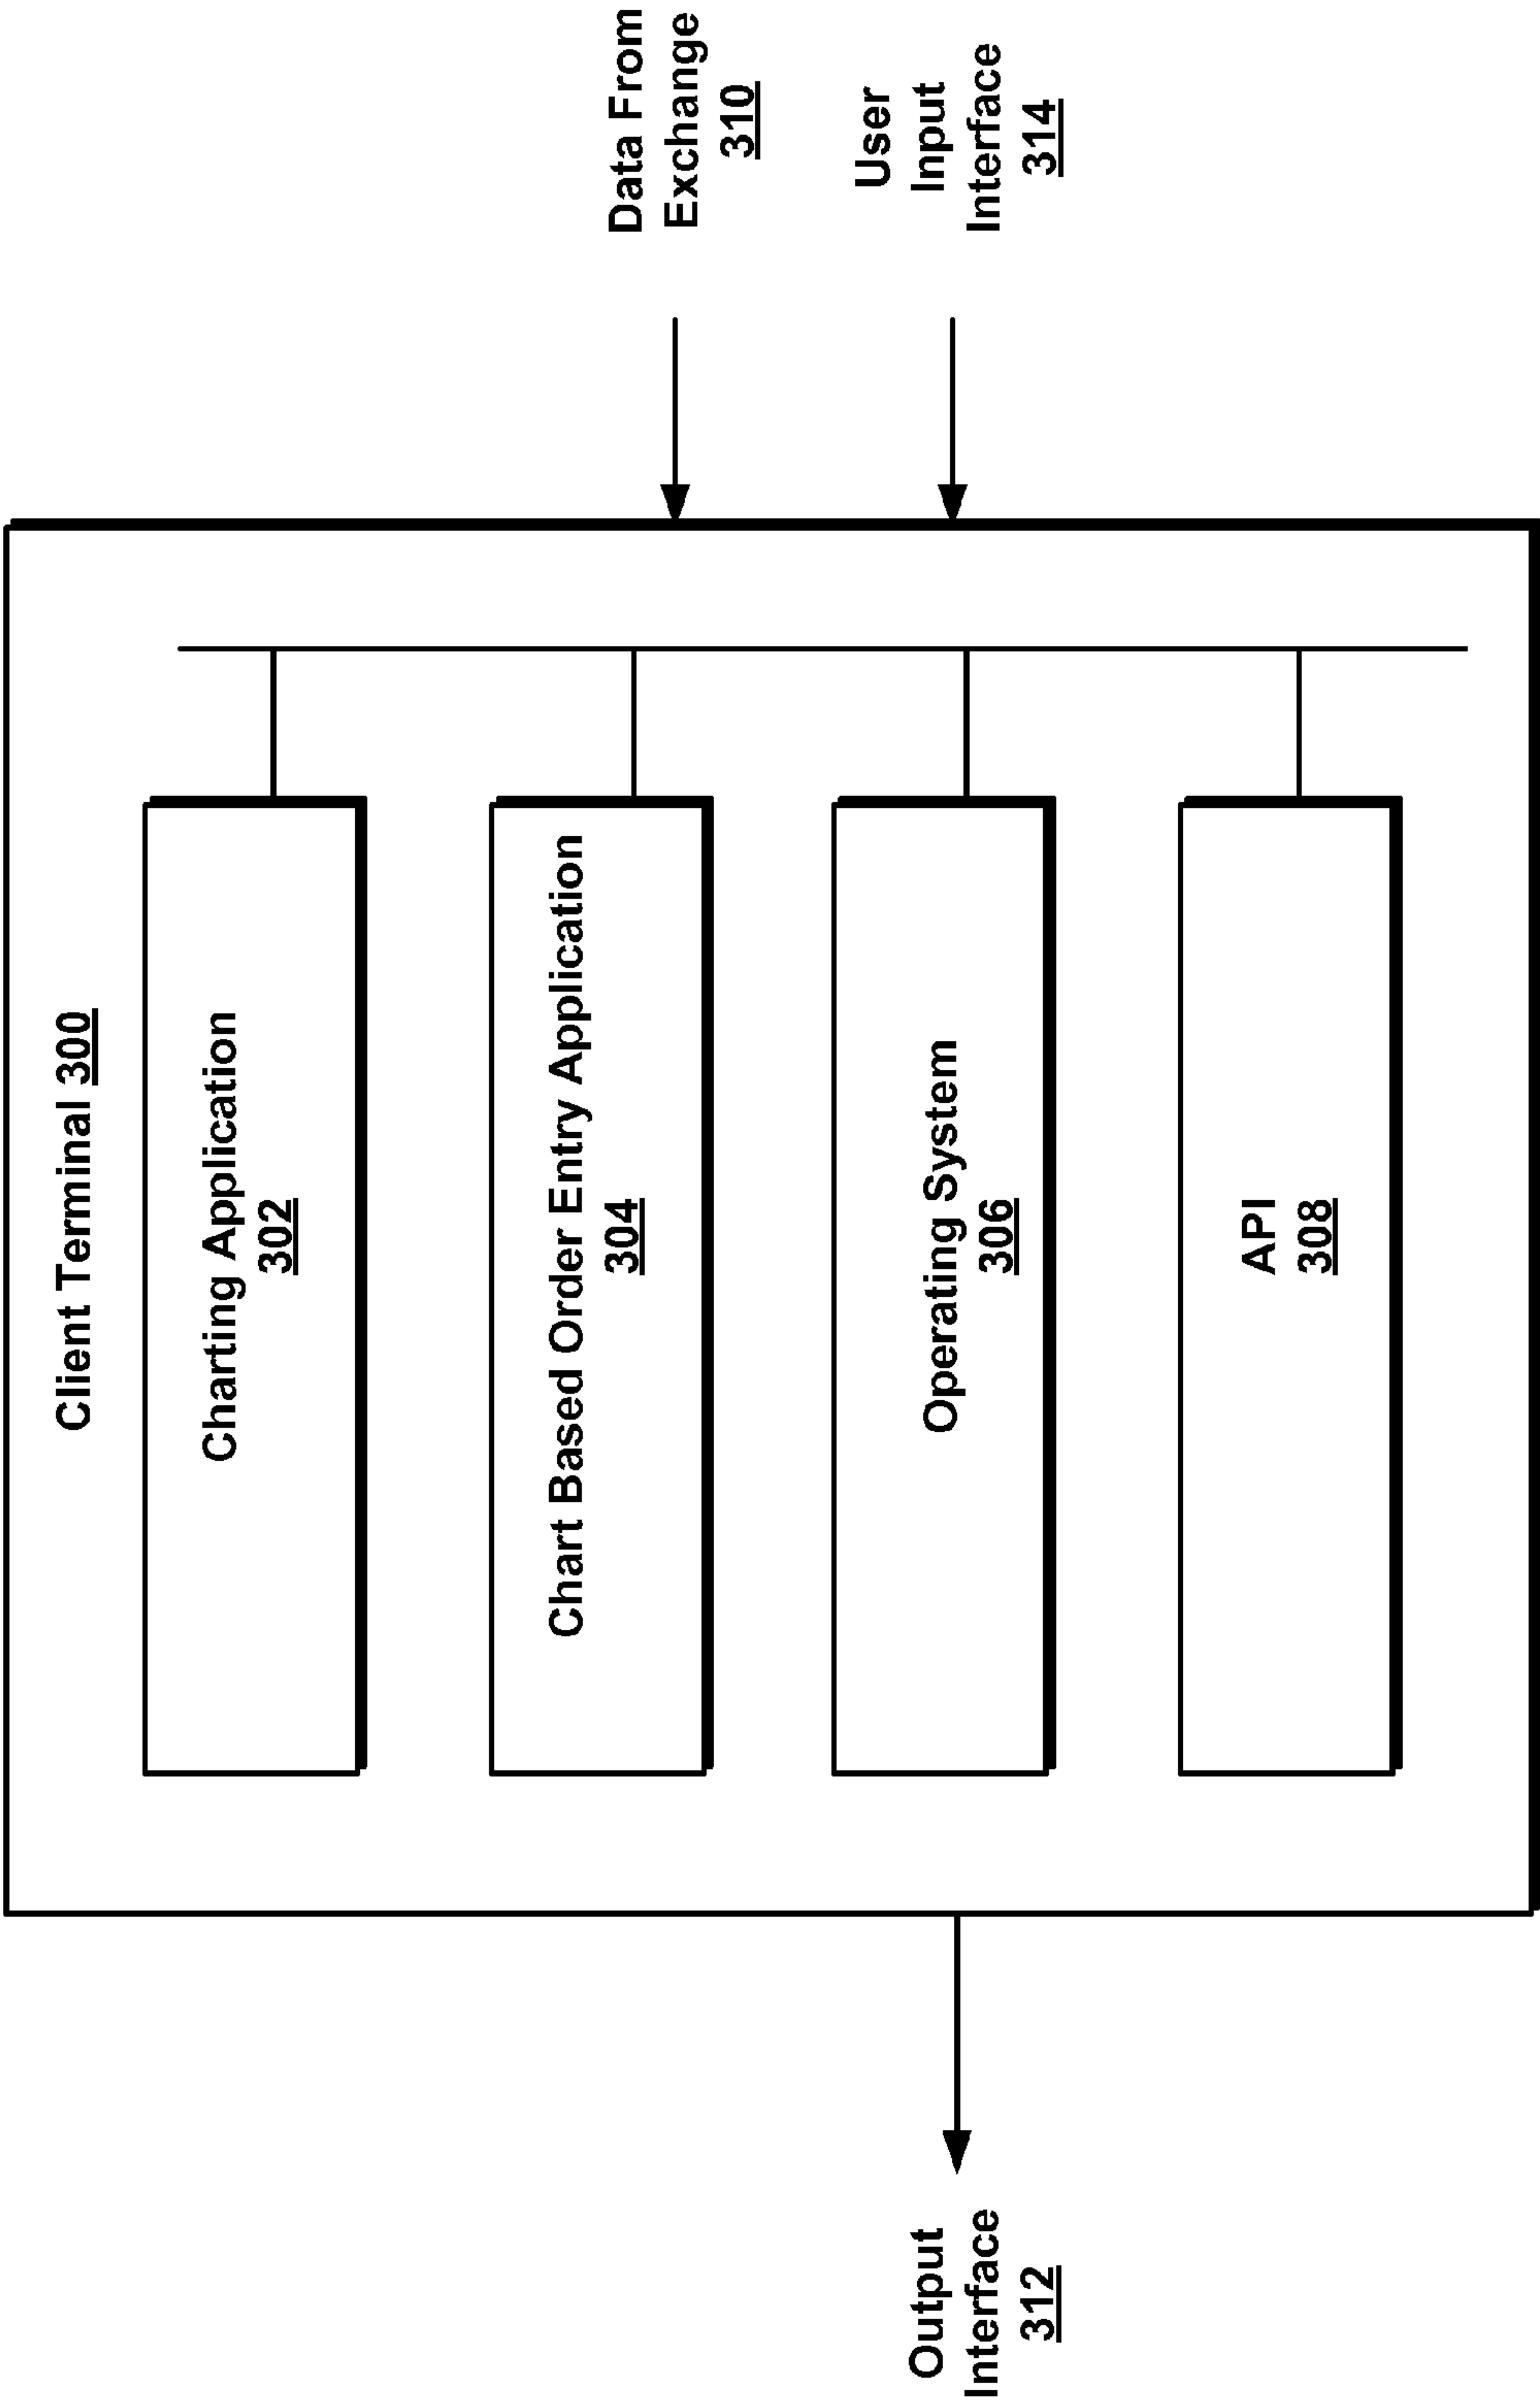 Client Terminal 300
Charting Application
302
Chart Based Order Entry Application
304
Operating System
306
API
308
Data From
Exchange
310
User
Input
Interface
314
Output
Interface
312